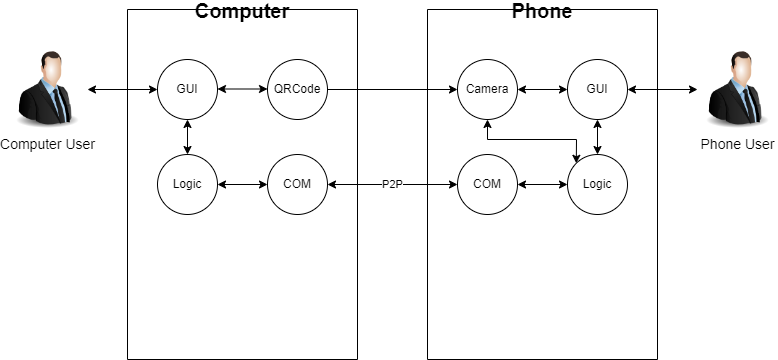 Computer
Phone
GUI
QRCode
Camera
GUI
Computer User
Phone User
Logic
COM
P2P
COM
Logic